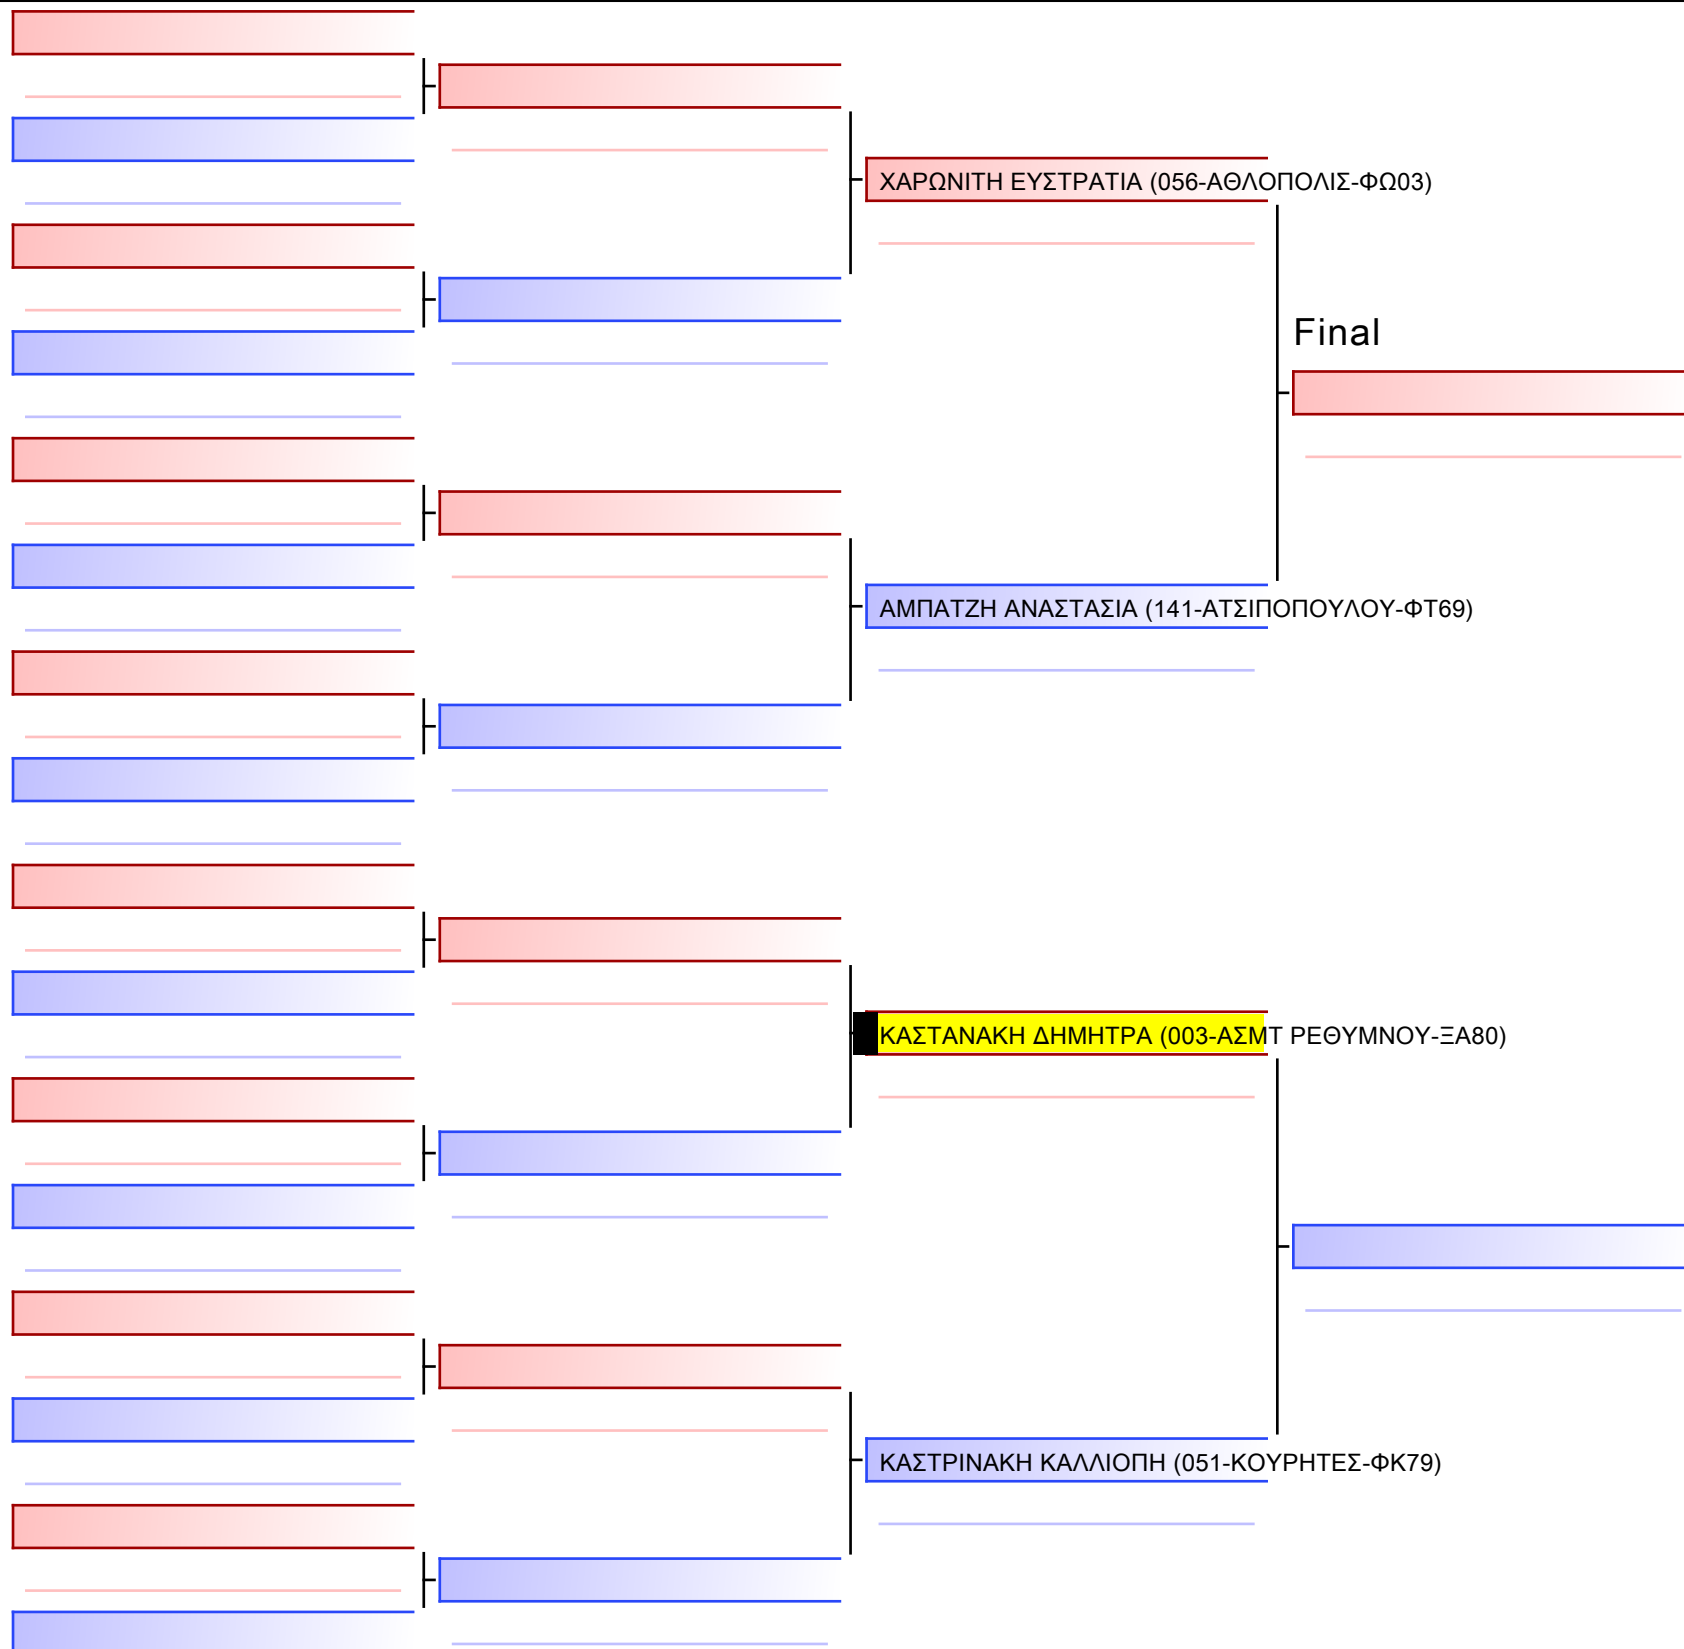 ΧΑΡΩΝΙΤΗ ΕΥΣΤΡΑΤΙΑ (056-ΑΘΛΟΠΟΛΙΣ-ΦΩ03)
Final
ΑΜΠΑΤΖΗ ΑΝΑΣΤΑΣΙΑ (141-ΑΤΣΙΠΟΠΟΥΛΟΥ-ΦΤ69)
ΚΑΣΤΑΝΑΚΗ ΔΗΜΗΤΡΑ (003-ΑΣΜΤ ΡΕΘΥΜΝΟΥ-ΞΑ80)
ΚΑΣΤΡΙΝΑΚΗ ΚΑΛΛΙΟΠΗ (051-ΚΟΥΡΗΤΕΣ-ΦΚ79)